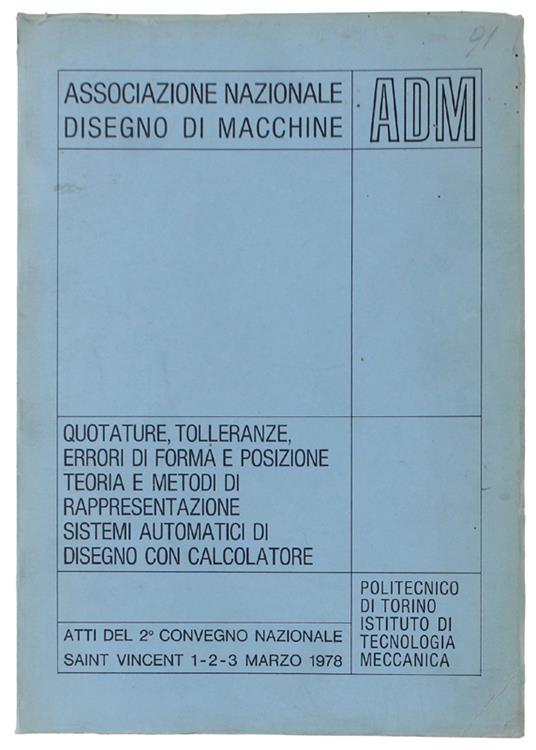 91
ASSOCIAZIONE NAZIONALE
DISEGNO DI MACCHINE
ADM
QUOTATURE, TOLLERANZE,
ERRORI DI FORMA E POSIZIONE
TEORIA E METODI DI
RAPPRESENTAZIONE
SISTEMI AUTOMATICI DI
DISEGNO CON CALCOLATORE
ATTI DEL 2° CONVEGNO NAZIONALE
SAINT VINCENT 1-2-3 MARZO 1978
POLITECNICO
DI TORINO
ISTITUTO DI
TECNOLOGIA
MECCANICA